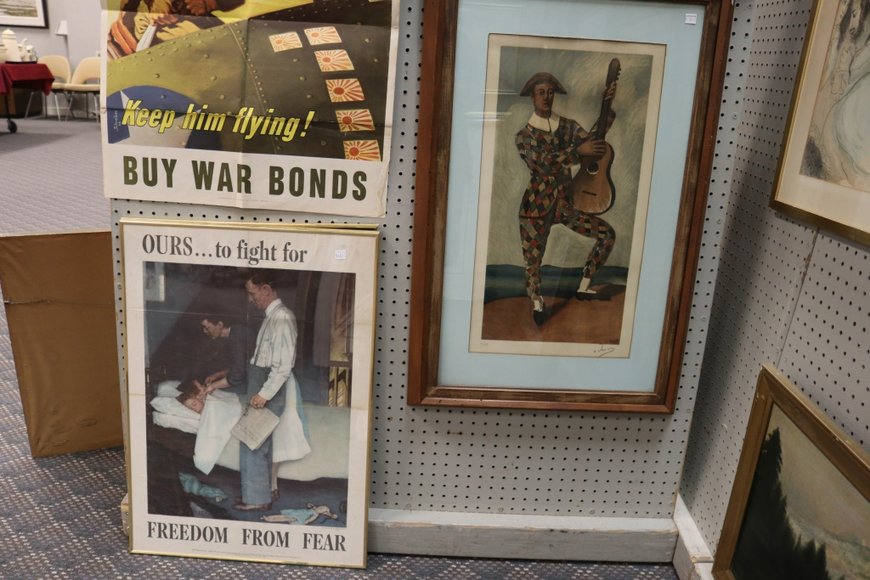 Keep him flying!
BUY WAR BONDS
OURS...to fight for
FREEDOM FROM FEAR